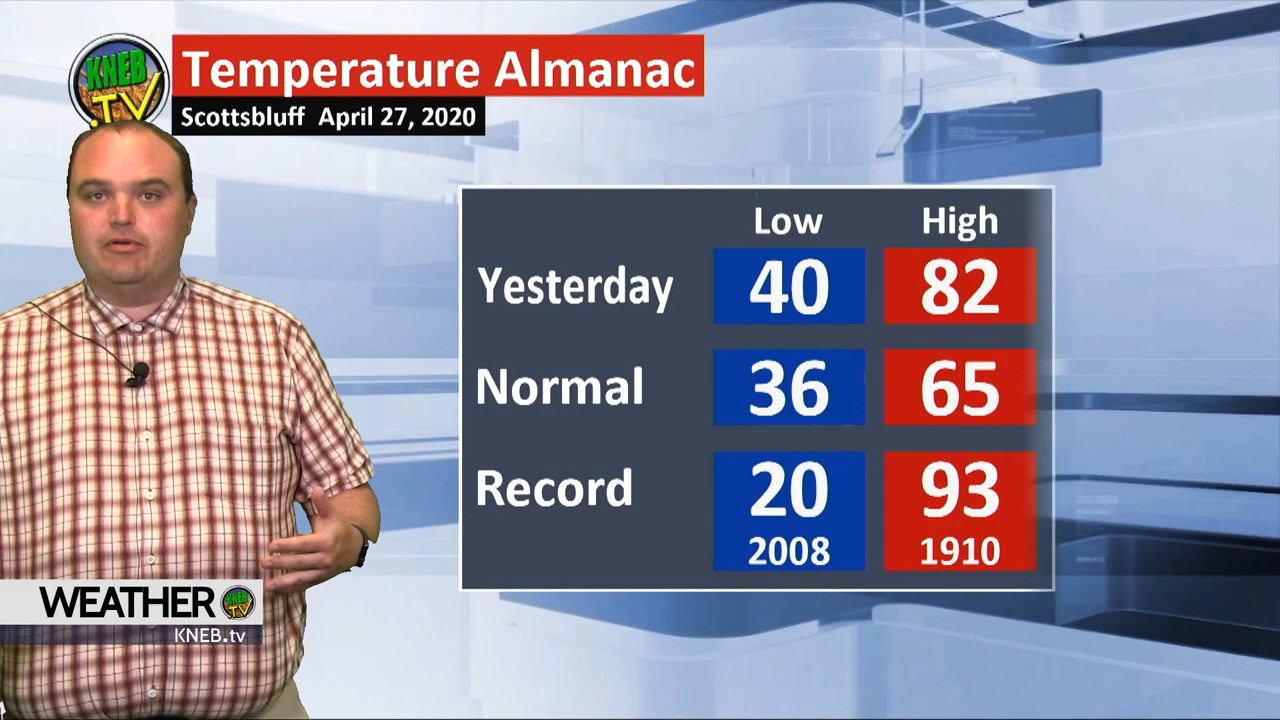 KNEB
.TV
Temperature Almanac
Scottsbluff April 27, 2020
Low High
Yesterday 40 82
Normal 36 65
Record 20 93
2008 1910
WEATHER KNEB .TV
KNEB.tv